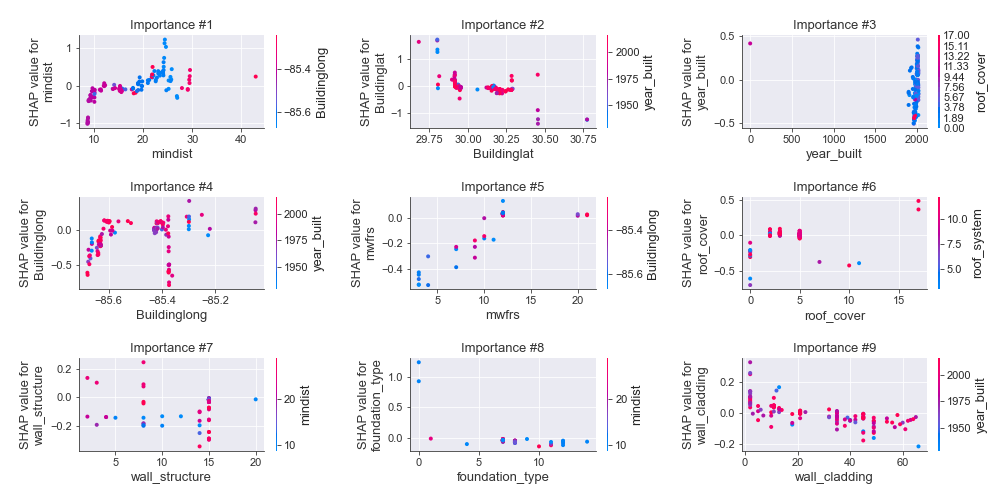 Importance #1
SHAP value for
mindist
1
0
−1
10
20
30
40
mindist
−85.4
−85.6
Buildinglong
Importance #2
SHAP value for
Buildinglat
1
0
−1
29.75
30.00
30.25
30.50
30.75
Buildinglat
2000
1975
1950
year_built
Importance #3
SHAP value for
year_built
0.5
0.0
−0.5
0
500
1000
1500
2000
year_built
17.00
15.11
13.22
11.33
9.44
7.56
5.67
3.78
1.89
0.00
roof_cover
Importance #4
SHAP value for
Buildinglong
0.0
−0.5
−85.6
−85.4
−85.2
Buildinglong
2000
1975
1950
year_built
Importance #5
SHAP value for
mwfrs
0.0
−0.2
−0.4
0
10
20
mwfrs
−85.4
−85.6
Buildinglong
Importance #6
SHAP value for
roof_cover
0.5
0.0
−0.5
0
5
10
15
roof_cover
10.0
7.5
5.0
roof_system
Importance #7
SHAP value for
wall_structure
0.2
0.0
−0.2
5
10
15
20
wall_structure
20
10
mindist
Importance #8
SHAP value for
foundation_type
1.0
0.5
0.0
0
5
10
foundation_type
20
10
mindist
Importance #9
SHAP value for
wall_cladding
0.2
0.0
−0.2
0
20
40
60
wall_cladding
2000
1975
1950
year_built